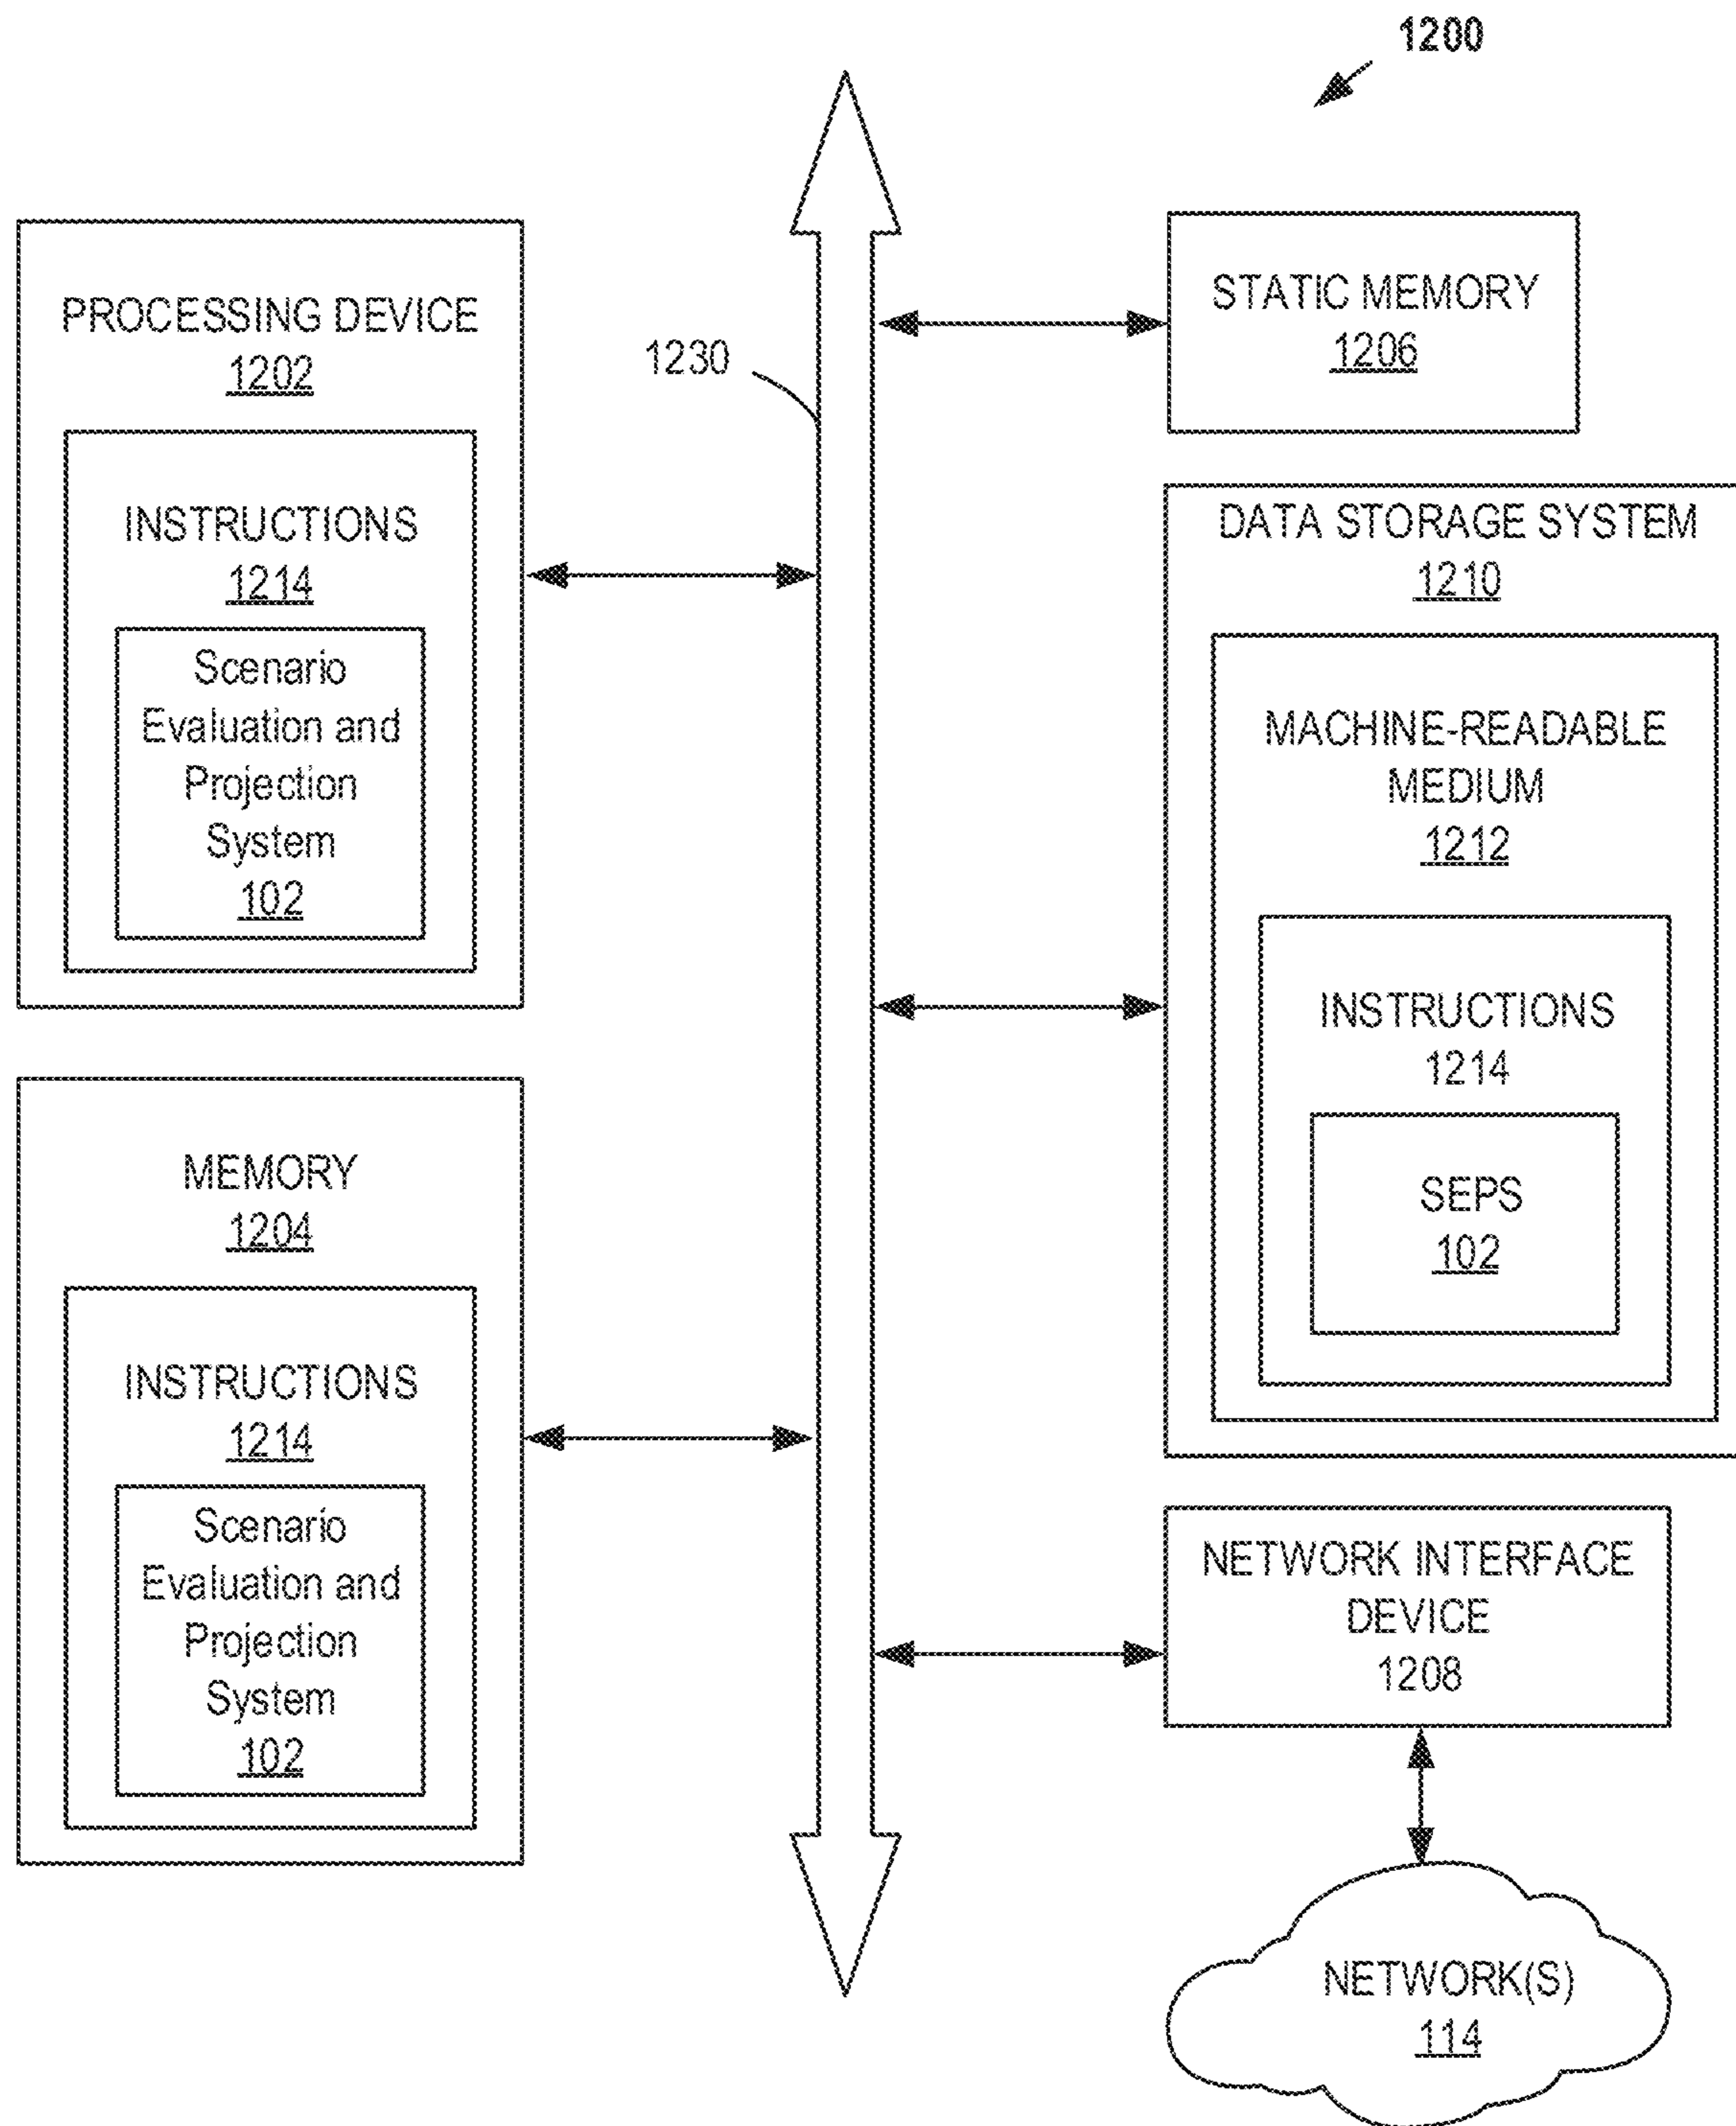 1200
PROCESSING DEVICE
1202
INSTRUCTIONS
1214
Scenario
Evaluation and
Projection
System
102
MEMORY
1204
INSTRUCTIONS
1214
Scenario
Evaluation and
Projection
System
102
1230
STATIC MEMORY
1206
DATA STORAGE SYSTEM
1210
MACHINE-READABLE
MEDIUM
1212
INSTRUCTIONS
1214
SEPS
102
NETWORK INTERFACE
DEVICE
1208
NETWORK(S)
114